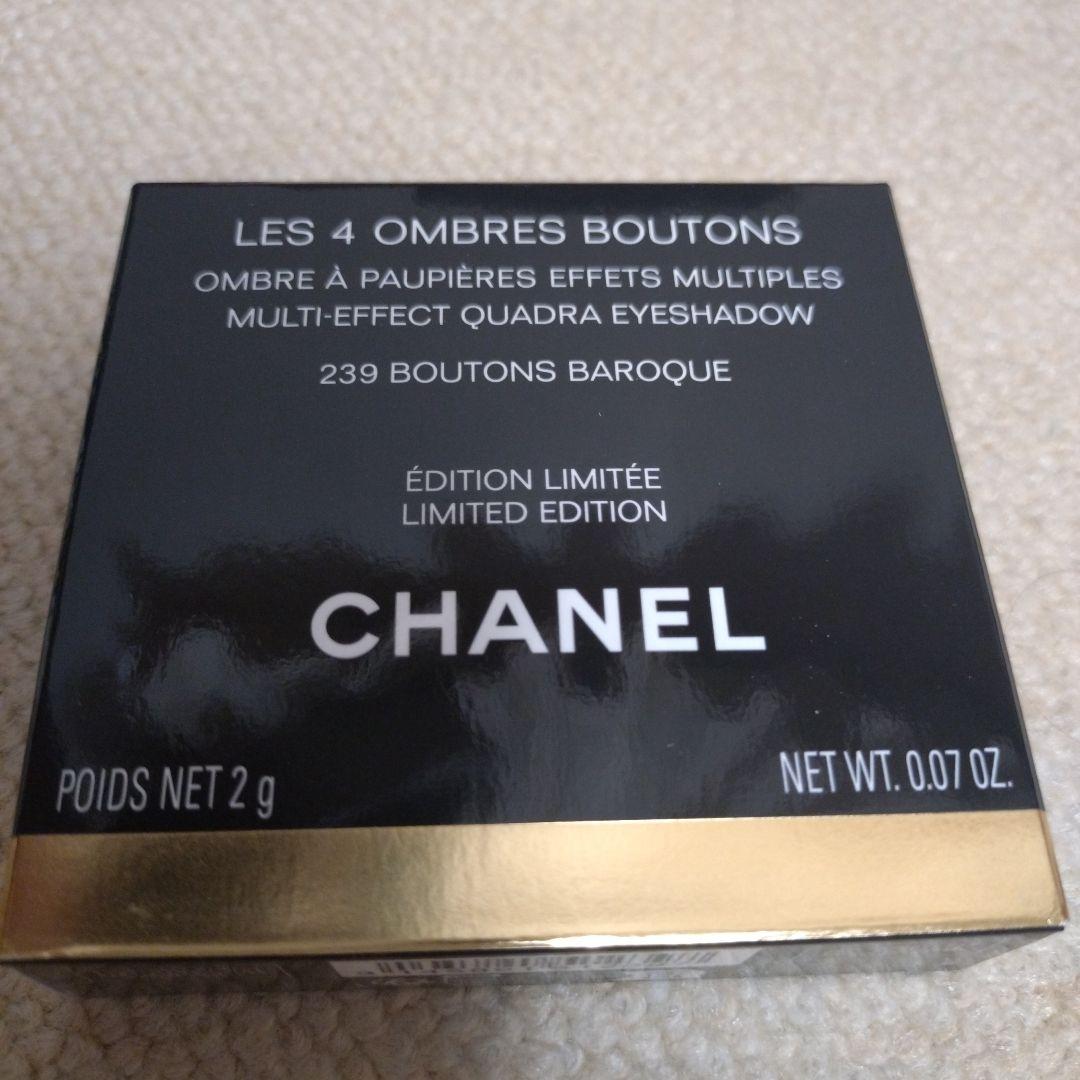 LES 4 OMBRES BOUTONS
OMBRE À PAUPIÈRES EFFETS MULTIPLES
MULTI-EFFECT QUADRA EYESHADOW
239 BOUTONS BAROQUE
ÉDITION LIMITÉE
LIMITED EDITION
CHANEL
POIDS NET 2 g
NET WT. 0.07 OZ.